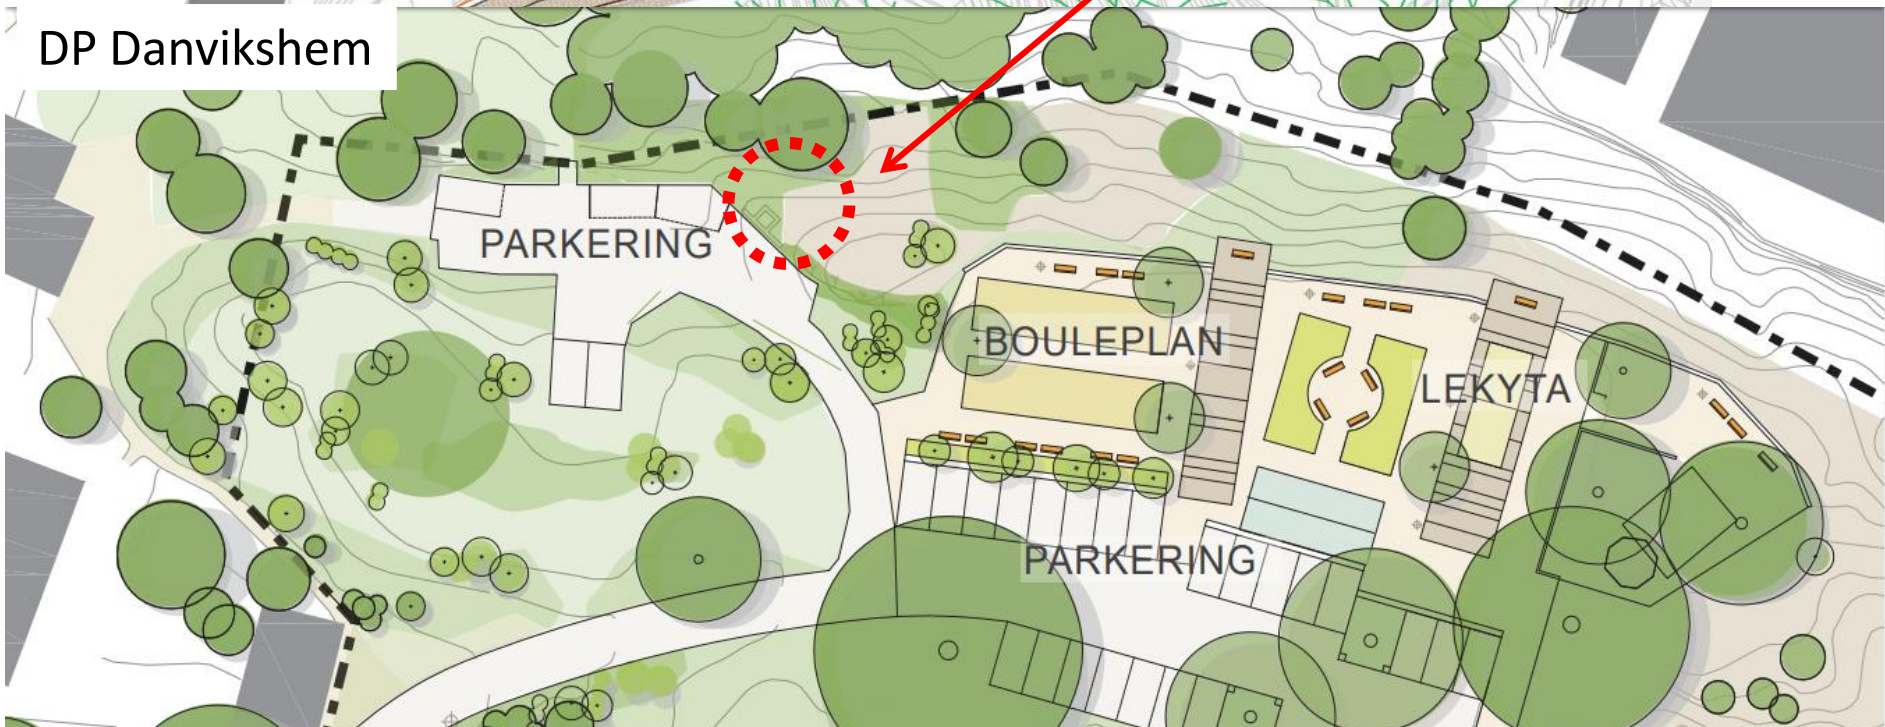 DP Danvikshem
PARKERING
BOULEPLAN
LEKYTA
PARKERING